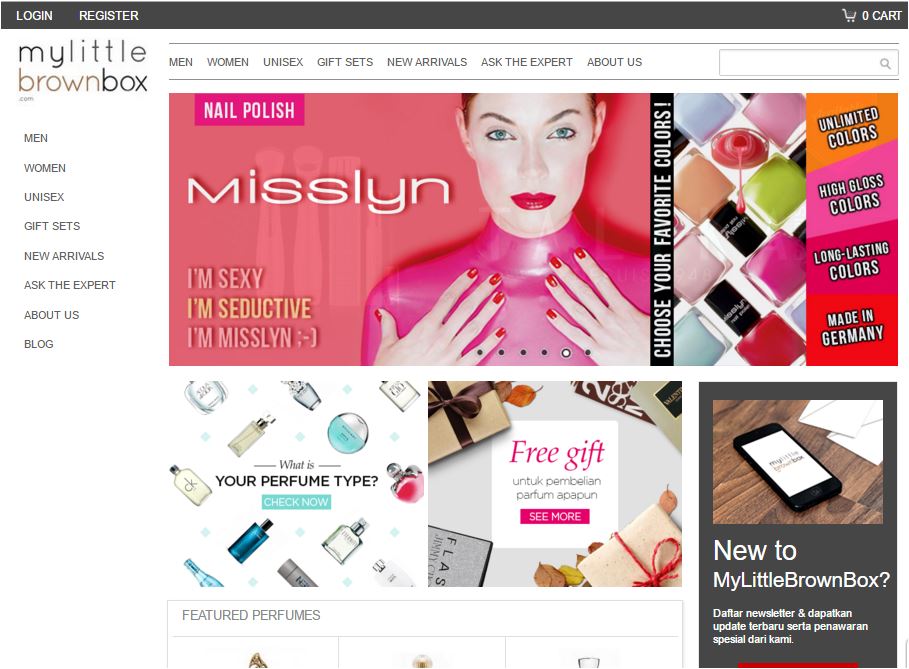 LOGIN
REGISTER
0 CART
mylittle
brownbox
.com
MEN
WOMEN
UNISEX
GIFT SETS
NEW ARRIVALS
ASK THE EXPERT
ABOUT US
MEN
WOMEN
UNISEX
GIFT SETS
NEW ARRIVALS
ASK THE EXPERT
ABOUT US
BLOG
NAIL POLISH
Misslyn
I'M SEXY
I'M SEDUCTIVE
I'M MISSLYN ;-)
CHOOSE YOUR FAVORITE COLORS!
UNLIMITED
COLORS
HIGH GLOSS
COLORS
LONG-LASTING
COLORS
MADE IN
GERMANY
What is
YOUR PERFUME TYPE?
CHECK NOW
Free gift
untuk pembelian
parfum apapun
SEE MORE
mylittle
brownbox
New to
MyLittleBrownBox?
Daftar newsletter & dapatkan
update terbaru serta penawaran
spesial dari kami.
FEATURED PERFUMES